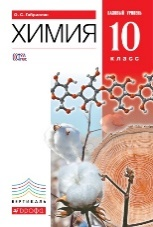 О. С. Габриелян
БАЗОВЫЙ УРОВЕНЬ
ХИМИЯ
10
КЛАСС
ВЕРТИКАЛЬ
дрофа